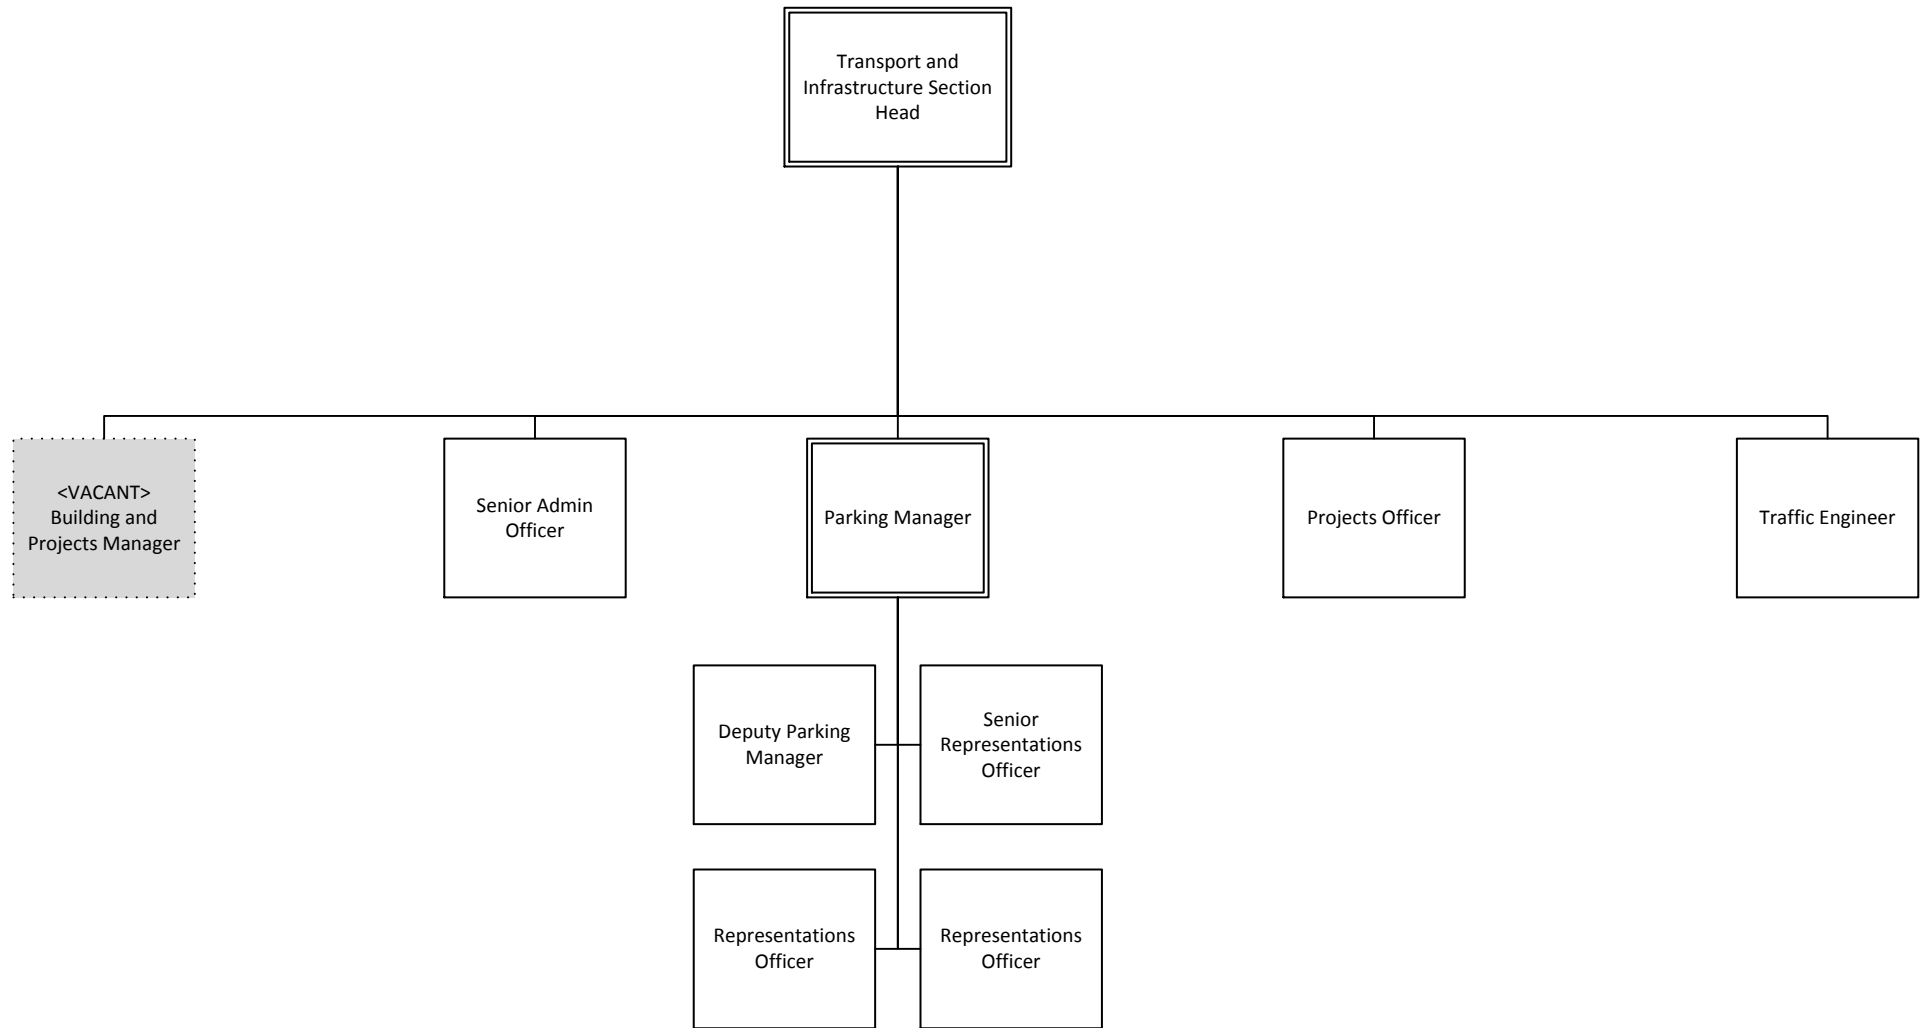 Transport and
Infrastructure Section
Head
<VACANT>
Building and
Projects Manager
Senior Admin
Officer
Parking Manager
Projects Officer
Traffic Engineer
Deputy Parking
Manager
Senior
Representations
Officer
Representations
Officer
Representations
Officer